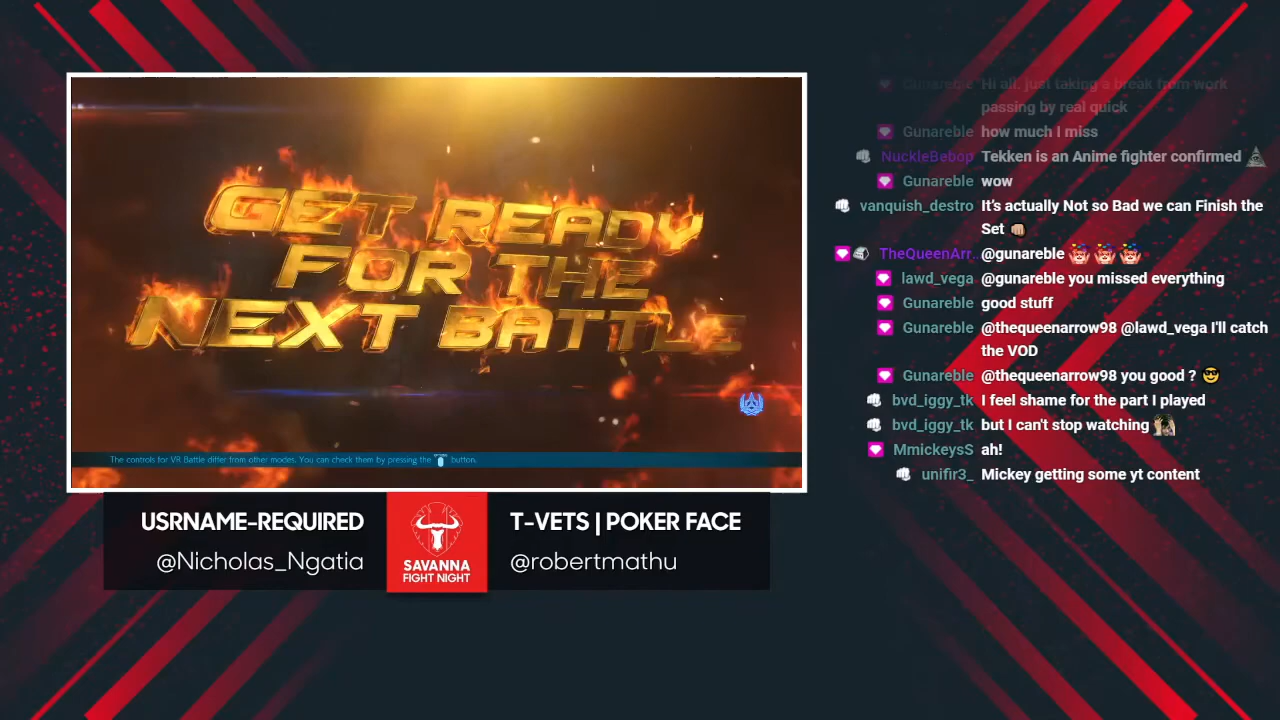 GET READY
FOR THE
NEXT BATTLE
The controls for VR Battle differ from other modes. You can check them by pressing the OPTIONS button.
USRNAME-REQUIRED
@Nicholas_Ngatia
SAVANNA
FIGHT NIGHT
T-VETS | POKER FACE
@robertmathu
Gunareble Hi all. just taking a break from work
passing by real quick
Gunareble how much I miss
NuckleBebop Tekken is an Anime fighter confirmed
Gunareble wow
vanquish_destro It's actually Not so Bad we can Finish the
Set
TheQueenArr... @gunareble
lawd_vega @gunareble you missed everything
Gunareble good stuff
Gunareble @thequeenarrow98 @lawd_vega I'll catch
the VOD
Gunareble @thequeenarrow98 you good ? 😎
bvd_iggy_tk I feel shame for the part I played
bvd_iggy_tk but I can't stop watching
MmickeysS ah!
unifir3_ Mickey getting some yt content